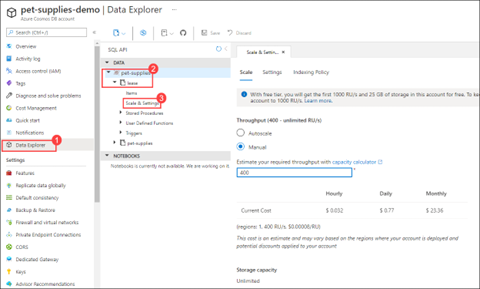 pet-supplies-demo | Data Explorer
Azure Cosmos DB account
Search (Ctrl+/)
Overview
Activity log
Access control (IAM)
Tags
Diagnose and solve problems
Cost Management
Quick start
Notifications
Data Explorer
1
Settings
Features
Replicate data globally
Default consistency
Backup & Restore
Firewall and virtual networks
Private Endpoint Connections
CORS
Dedicated Gateway
Keys
Advisor Recommendations
SQL API
DATA
pet-supplies
2
lease
Items
Scale & Settings
3
Stored Procedures
User Defined Functions
Triggers
pet-supplies
NOTEBOOKS
Notebooks is currently not available. We are working on it
Save
Discard
Scale & Settin...
Scale
Settings
Indexing Policy
With free tier, you will get the first 1000 RU/s and 25 GB of storage in this account for free. To ke
account to 1000 RU/s. Learn more.
Throughput (400 - unlimited RU/s)
Autoscale
Manual
Estimate your required throughput with capacity calculator
400
Hourly Daily Monthly
Current Cost $ 0.032 $ 0.77 $ 23.36
(regions: 1, 400 RU/s, $0.00008/RU)
This cost is an estimate and may vary based on the regions where your account is deployed and
potential discounts applied to your account
Storage capacity
Unlimited